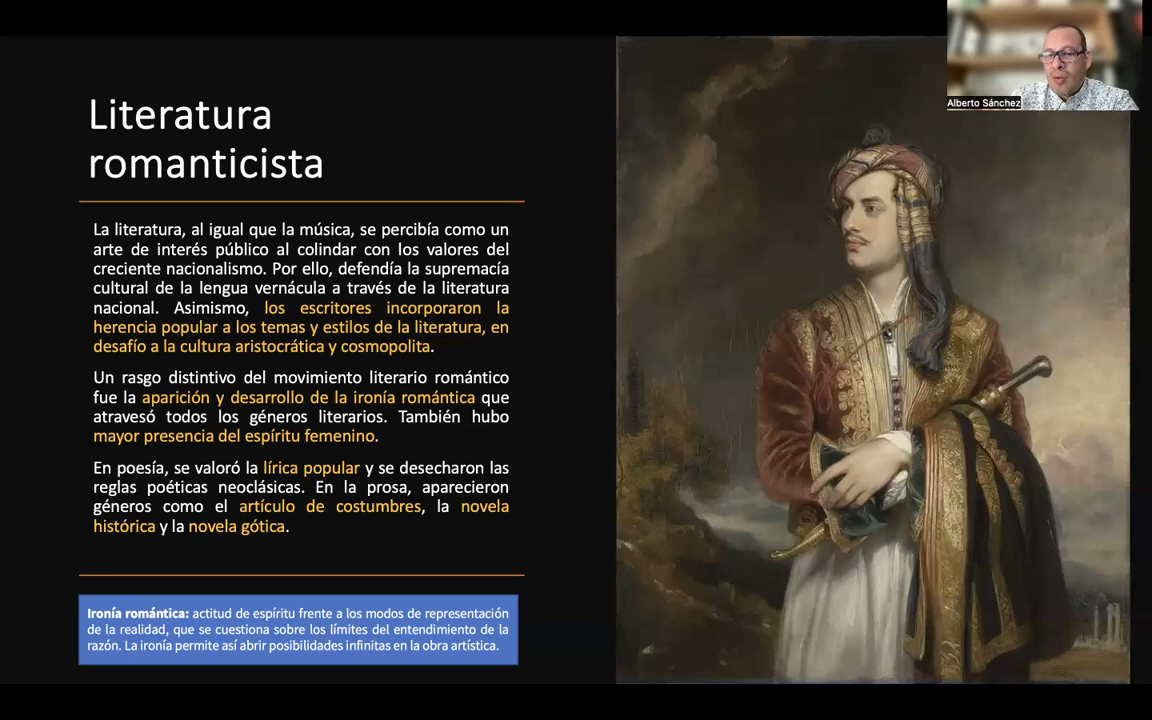 Literatura
romanticista
La literatura, al igual que la música, se percibía como un
arte de interés público al colindar con los valores del
creciente nacionalismo. Por ello, defendía la supremacía
cultural de la lengua vernácula a través de la literatura
nacional. Asimismo, los escritores incorporaron la
herencia popular a los temas y estilos de la literatura, en
desafío a la cultura aristocrática y cosmopolita.
Un rasgo distintivo del movimiento literario romántico
fue la aparición y desarrollo de la ironía romántica que
atravesó todos los géneros literarios. También hubo
mayor presencia del espíritu femenino.
En poesía, se valoró la lírica popular y se desecharon las
reglas poéticas neoclásicas. En la prosa, aparecieron
géneros como el artículo de costumbres, la novela
histórica y la novela gótica.
Ironía romántica: actitud de espíritu frente a los modos de representación
de la realidad, que se cuestiona sobre los límites del entendimiento de la
razón. La ironía permite así abrir posibilidades infinitas en la obra artística.
Alberto Sánchez